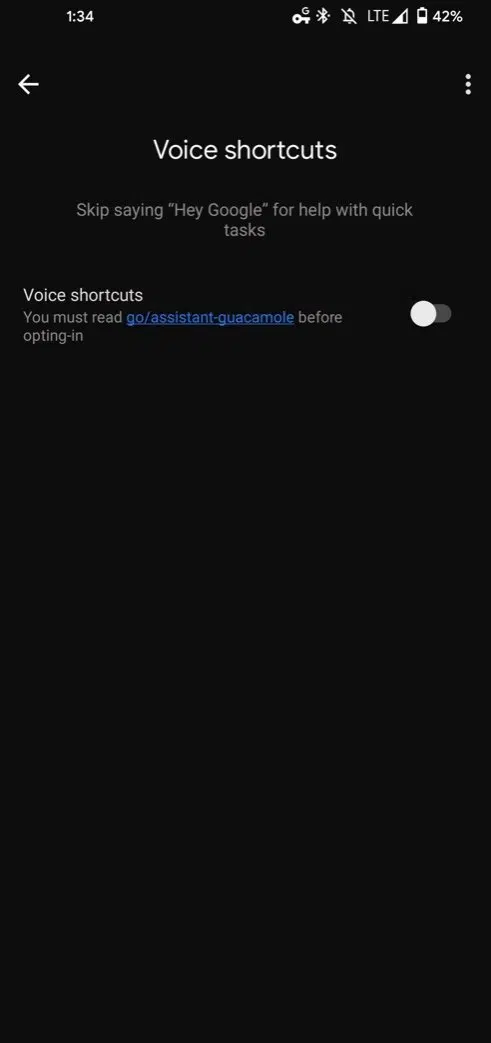 1:34 G LTE 42%
Voice shortcuts
Skip saying “Hey Google” for help with quick
tasks
Voice shortcuts
You must read go/assistant-guacamole before
opting-in